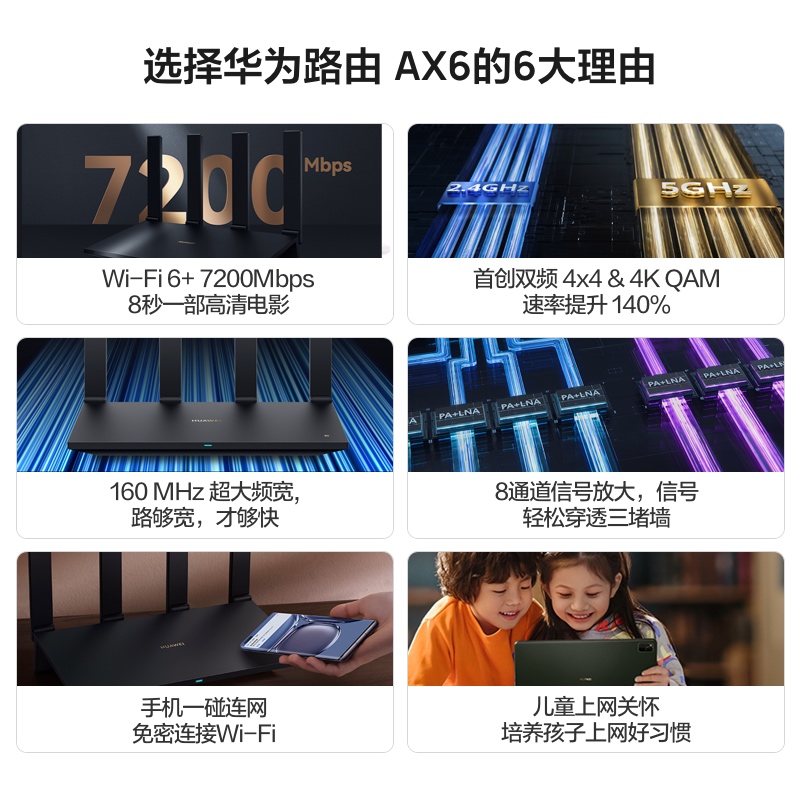 选择华为路由 AX6的6大理由
7200 Mbps
Wi-Fi 6+ 7200Mbps
8秒一部高清电影
2.4GHz
5GHz
首创双频 4x4 & 4K QAM
速率提升 140%
HUAWEI
160 MHz 超大频宽,
路够宽，才够快
PA+LNA
PA+LNA
PA+LNA
PA+LNA
PA+LNA
8通道信号放大，信号
轻松穿透三堵墙
HUAWEI
手机一碰连网
免密连接Wi-Fi
儿童上网关怀
培养孩子上网好习惯